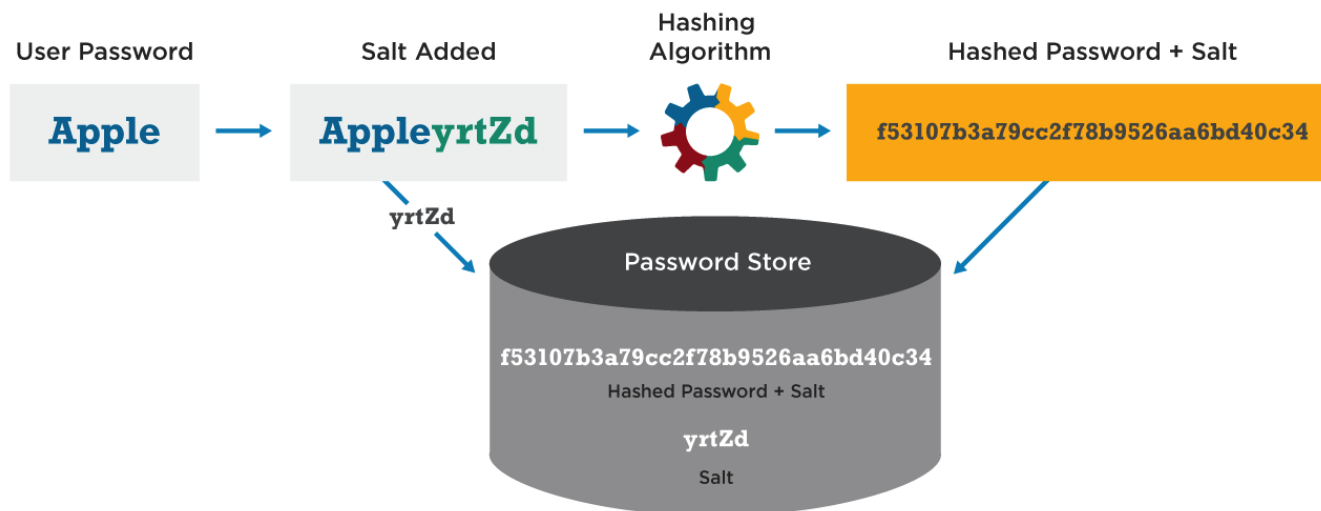 User Password
Salt Added
Hashing
Algorithm
Hashed Password + Salt
Apple
AppleyrtZd
f53107b3a79cc2f78b9526aa6bd40c34
yrtZd
Password Store
f53107b3a79cc2f78b9526aa6bd40c34
Hashed Password + Salt
yrtZd
Salt